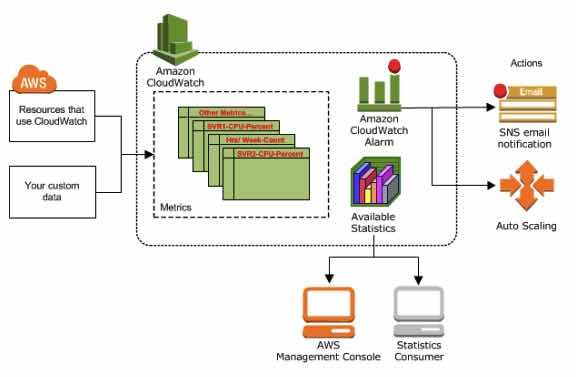 Amazon
CloudWatch
Actions
AWS
Resources that
use CloudWatch
Your custom
data
Other Metrics...
SVR1-CPU-Percent
Hrs/ Week-Count
SVR2-CPU-Percent
Metrics
Amazon
CloudWatch
Alarm
Available
Statistics
Email
SNS email
notification
Auto Scaling
AWS
Management Console
Statistics
Consumer